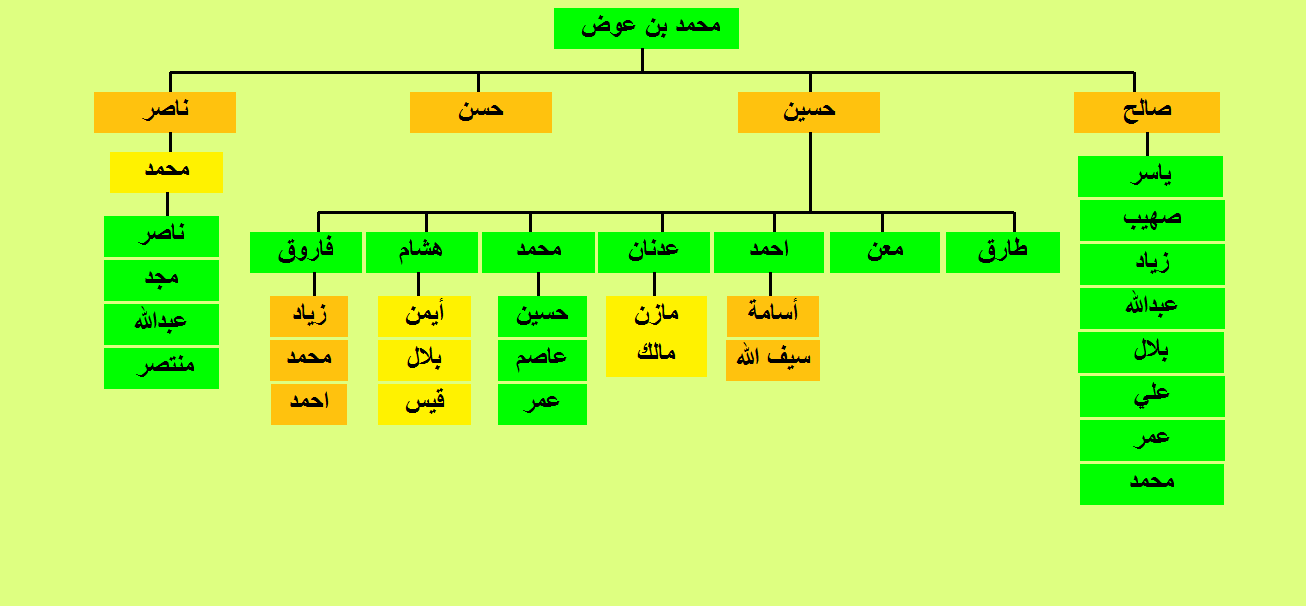 محمد بن عوض
صالح
حسين
حسن
ناصر
ياسر
صهيب
زياد
عبدالله
بلال
علي
عمر
محمد
طارق
معن
احمد
عدنان
محمد
هشام
فاروق
أسامة
سيف الله
مازن
مالك
حسين
عاصم
عمر
أيمن
بلال
قيس
زياد
محمد
احمد
محمد
ناصر
مجد
عبدالله
منتصر